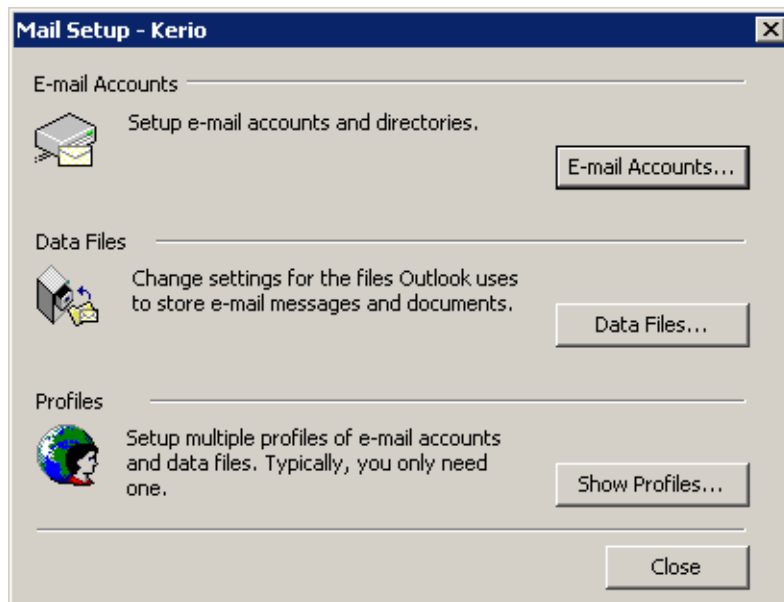 Mail Setup - Kerio
E-mail Accounts
Setup e-mail accounts and directories.
E-mail Accounts...
Data Files
Change settings for the files Outlook uses
to store e-mail messages and documents.
Data Files...
Profiles
Setup multiple profiles of e-mail accounts
and data files. Typically, you only need
one.
Show Profiles...
Close